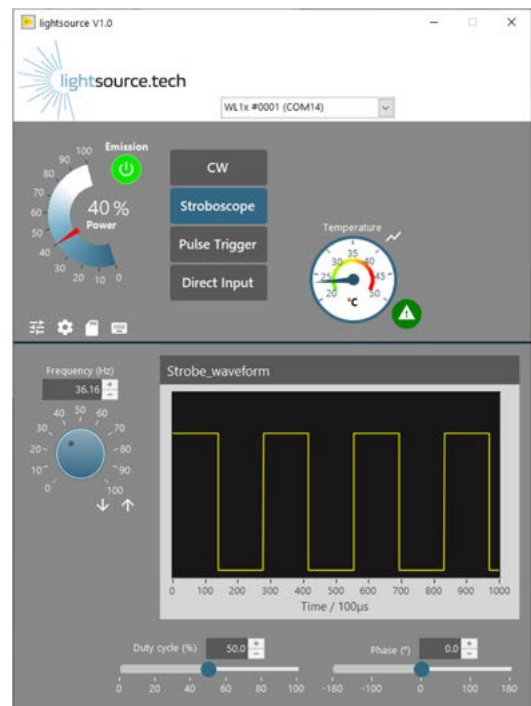 lightsource V1.0
lightsource.tech
WL1x #0001 (COM14)
Emission
100
90
80
70
60
50
40
30
20
10
0
40 %
Power
CW
Stroboscope
Pulse Trigger
Direct Input
Temperature
20
25
30
35
40
45
50
°C
Frequency (Hz)
36.16
0
10
20
30
40
50
60
70
80
90
100
Strobe_waveform
0 100 200 300 400 500 600 700 800 900 1000
Time / 100µs
Duty cycle (%) 50.0
0 20 40 60 80 100
Phase (°) 0.0
-180 -100 0 100 180